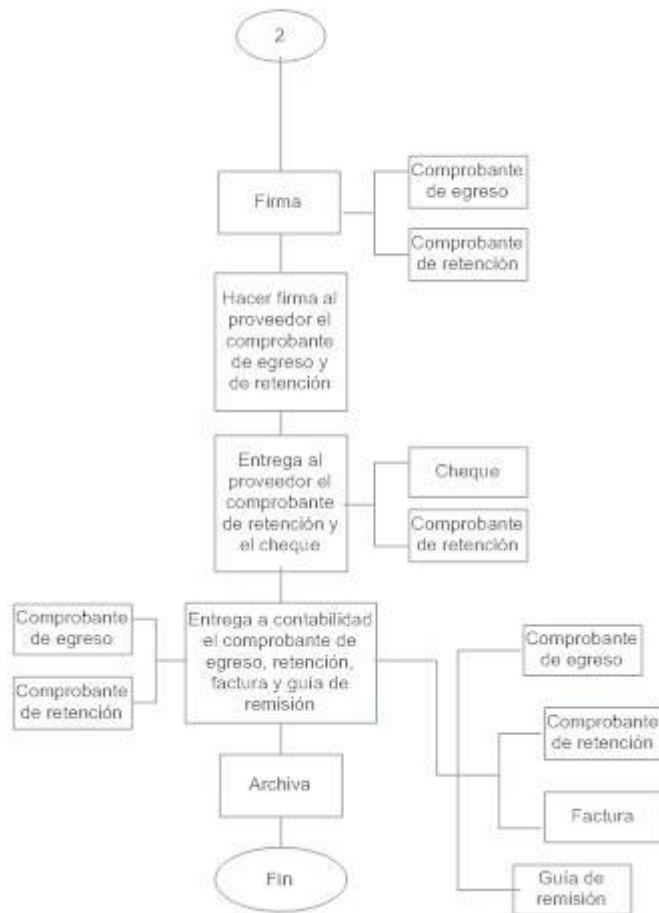 2
Firma
Comprobante
de egreso
Comprobante
de retención
Hacer firma al
proveedor el
comprobante
de egreso y
de retención
Entrega al
proveedor el
comprobante
de retención y
el cheque
Cheque
Comprobante
de retención
Comprobante
de egreso
Comprobante
de retención
Entrega a contabilidad
el comprobante de
egreso, retención,
factura y guía de
remisión
Comprobante
de egreso
Comprobante
de retención
Factura
Guía de
remisión
Archiva
Fin